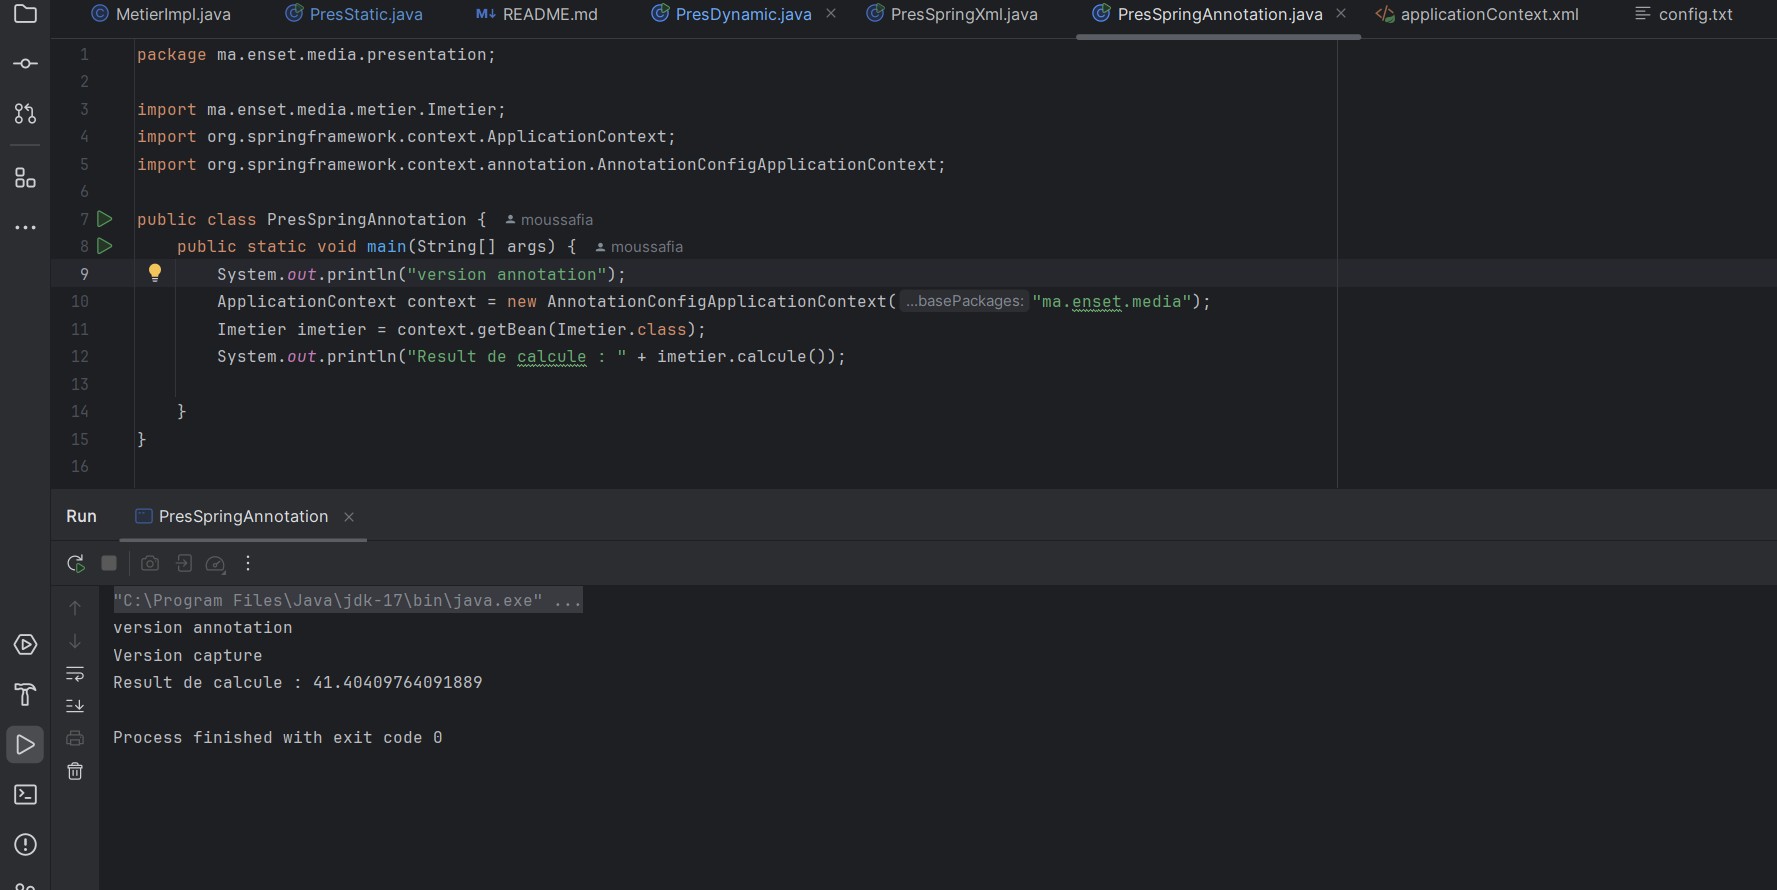 MetierImpl.java PresStatic.java README.md PresDynamic.java PresSpringXml.java PresSpringAnnotation.java applicationContext.xml config.txt
1 package ma.enset.media.presentation;
2
3 import ma.enset.media.metier.Imetier;
4 import org.springframework.context.ApplicationContext;
5 import org.springframework.context.annotation.AnnotationConfigApplicationContext;
6
7 public class PresSpringAnnotation { moussafia
8 public static void main(String[] args) { moussafia
9 System.out.println("version annotation");
10 ApplicationContext context = new AnnotationConfigApplicationContext( ...basePackages: "ma.enset.media");
11 Imetier imetier = context.getBean(Imetier.class);
12 System.out.println("Result de calcule : " + imetier.calcule());
13
14 }
15 }
16
Run PresSpringAnnotation
"C:\Program Files\Java\jdk-17\bin\java.exe" ...
version annotation
Version capture
Result de calcule : 41.40409764091889
Process finished with exit code 0